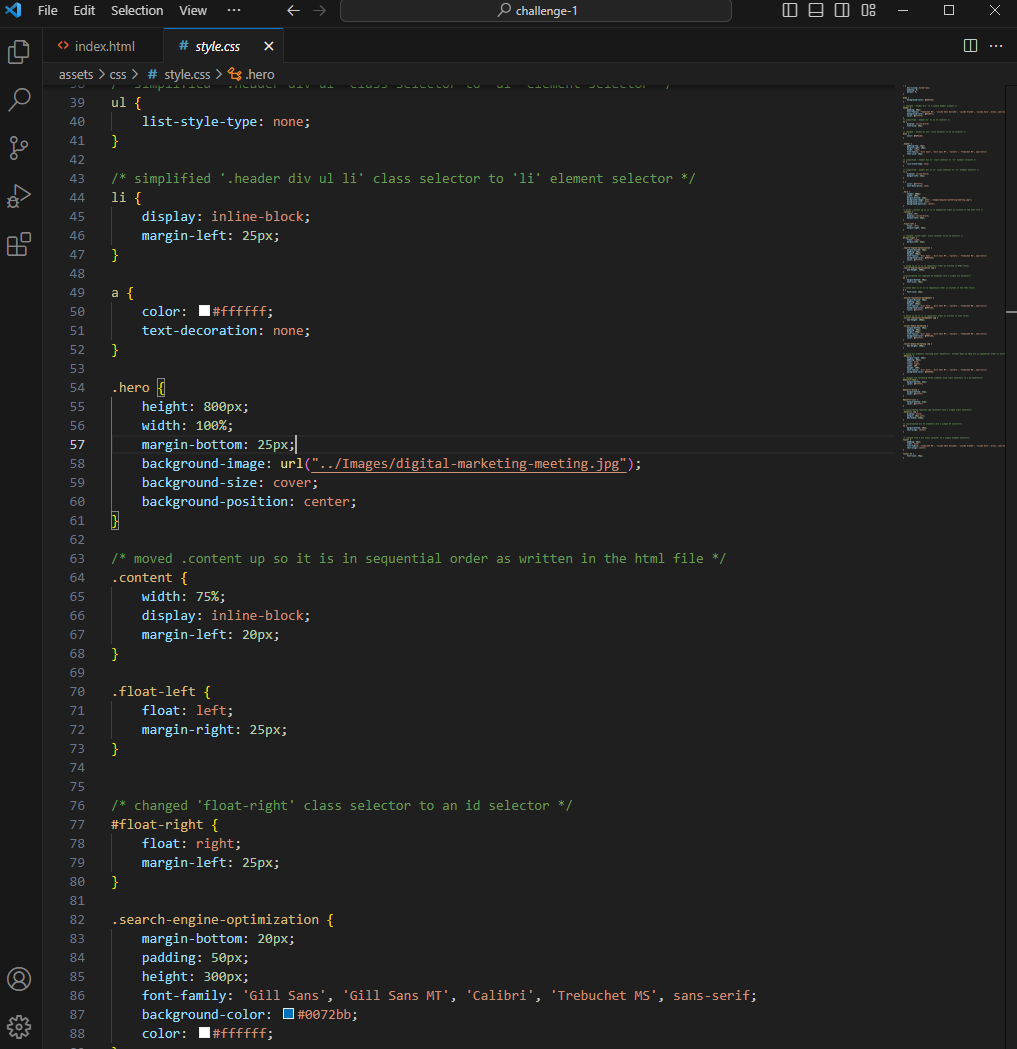 File Edit Selection View ··· challenge-1
index.html # style.css
assets > css > # style.css > .hero
38 /* simplified '.header div ul' class selector to 'ul' element selector */
39 ul {
40 list-style-type: none;
41 }
42
43 /* simplified '.header div ul li' class selector to 'li' element selector */
44 li {
45 display: inline-block;
46 margin-left: 25px;
47 }
48
49 a {
50 color: #ffffff;
51 text-decoration: none;
52 }
53
54 .hero {
55 height: 800px;
56 width: 100%;
57 margin-bottom: 25px;
58 background-image: url("../Images/digital-marketing-meeting.jpg");
59 background-size: cover;
60 background-position: center;
61 }
62
63 /* moved .content up so it is in sequential order as written in the html file */
64 .content {
65 width: 75%;
66 display: inline-block;
67 margin-left: 20px;
68 }
69
70 .float-left {
71 float: left;
72 margin-right: 25px;
73 }
74
75
76 /* changed 'float-right' class selector to an id selector */
77 #float-right {
78 float: right;
79 margin-left: 25px;
80 }
81
82 .search-engine-optimization {
83 margin-bottom: 20px;
84 padding: 50px;
85 height: 300px;
86 font-family: 'Gill Sans', 'Gill Sans MT', 'Calibri', 'Trebuchet MS', sans-serif;
87 background-color: #0072bb;
88 color: #ffffff;